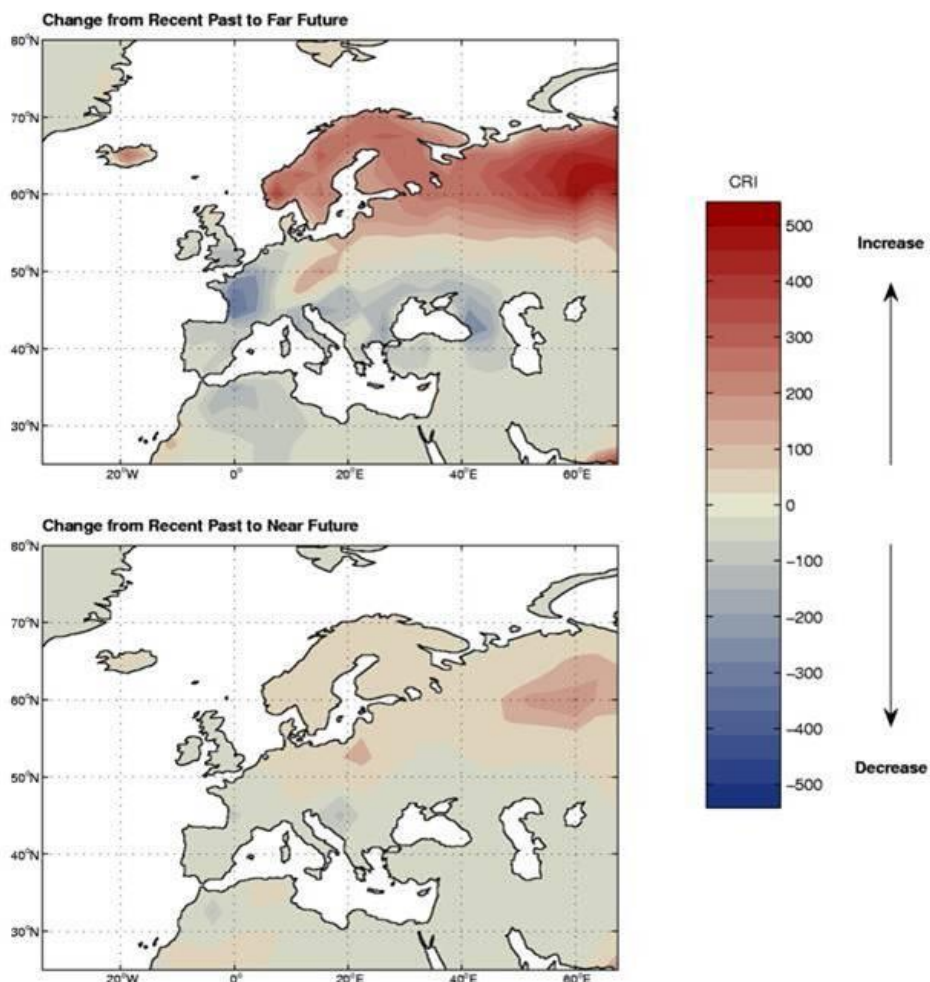 Change from Recent Past to Far Future
80°N
70°N
60°N
50°N
40°N
30°N
20°W
0°
20°E
40°E
60°E
Change from Recent Past to Near Future
80°N
70°N
60°N
50°N
40°N
30°N
20°W
0°
20°E
40°E
60°E
CRI
500
400
300
200
100
0
−100
−200
−300
−400
−500
Increase
Decrease